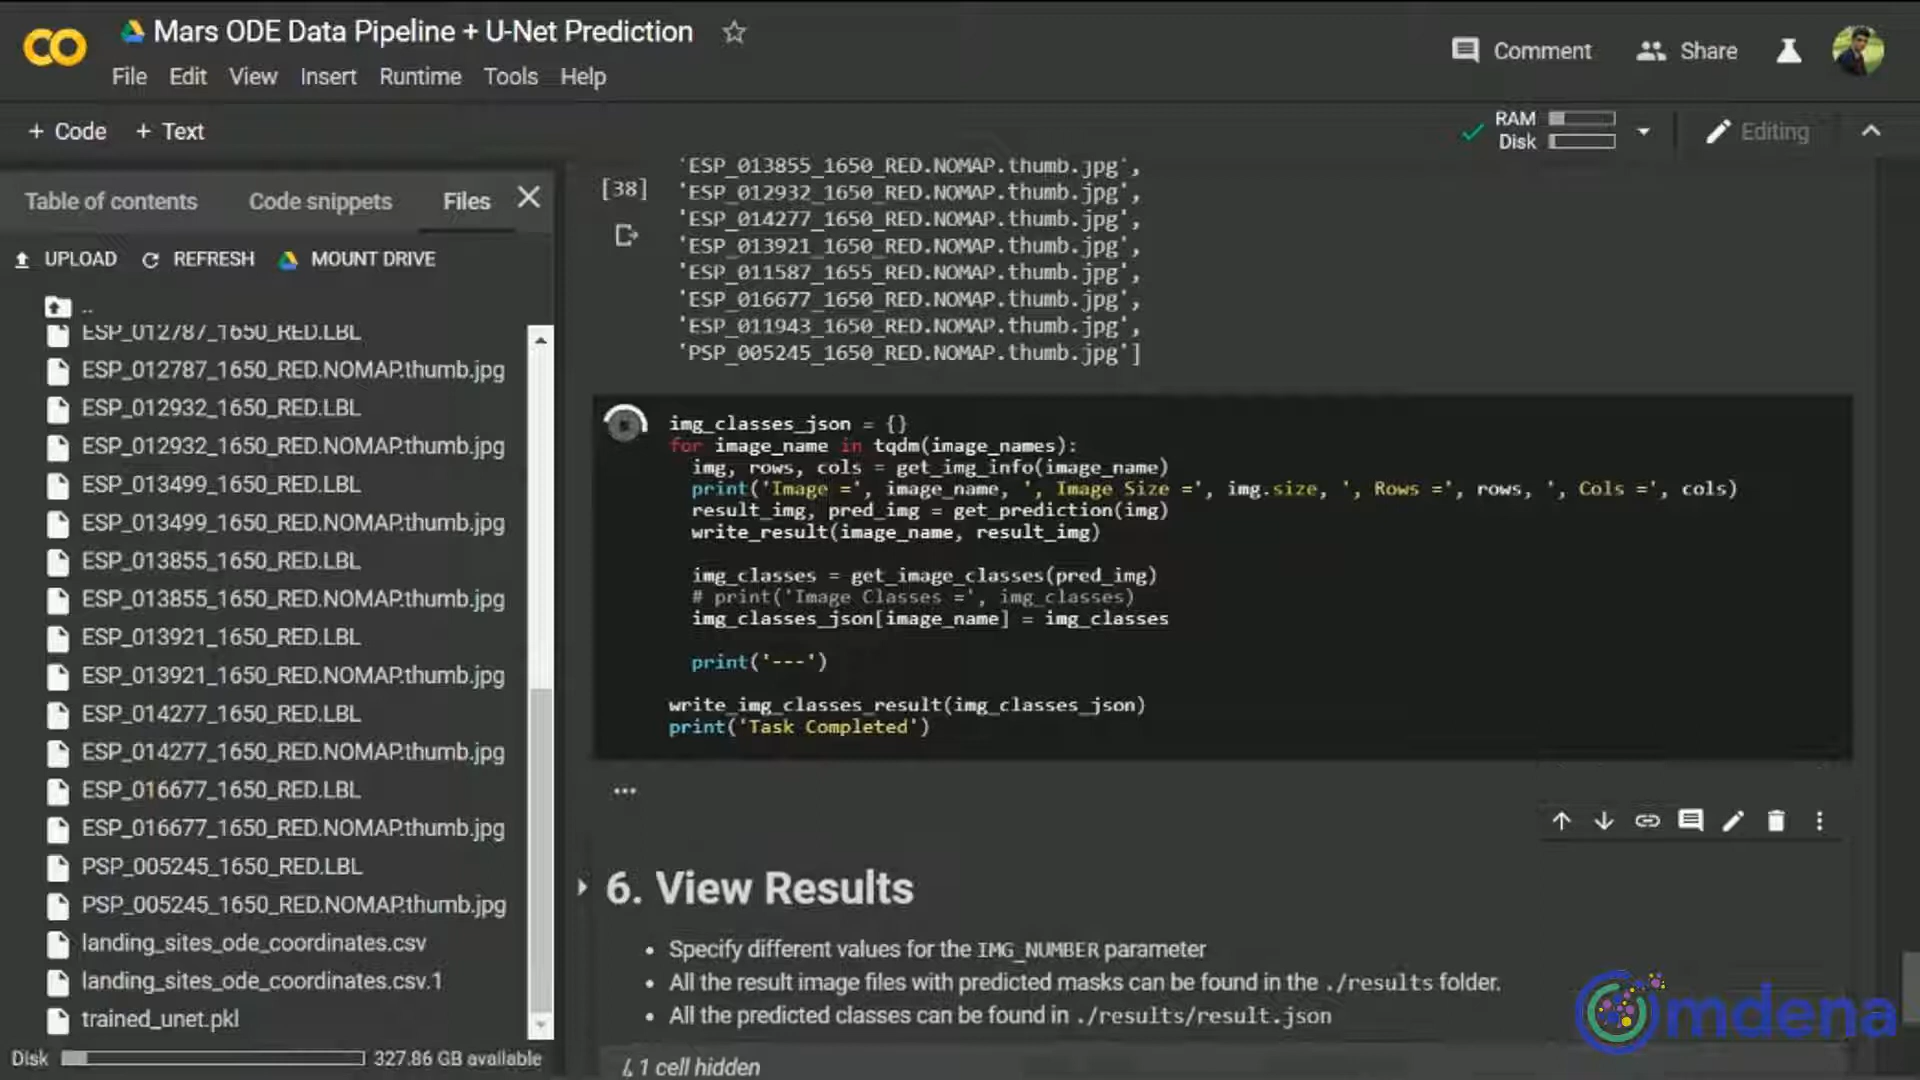 CO Mars ODE Data Pipeline + U-Net Prediction
File Edit View Insert Runtime Tools Help
Comment Share
+ Code + Text
RAM
Disk
Editing
Table of contents Code snippets Files
UPLOAD REFRESH MOUNT DRIVE
..
ESP_012787_1650_RED.LBL
ESP_012787_1650_RED.NOMAP.thumb.jpg
ESP_012932_1650_RED.LBL
ESP_012932_1650_RED.NOMAP.thumb.jpg
ESP_013499_1650_RED.LBL
ESP_013499_1650_RED.NOMAP.thumb.jpg
ESP_013855_1650_RED.LBL
ESP_013855_1650_RED.NOMAP.thumb.jpg
ESP_013921_1650_RED.LBL
ESP_013921_1650_RED.NOMAP.thumb.jpg
ESP_014277_1650_RED.LBL
ESP_014277_1650_RED.NOMAP.thumb.jpg
ESP_016677_1650_RED.LBL
ESP_016677_1650_RED.NOMAP.thumb.jpg
PSP_005245_1650_RED.LBL
PSP_005245_1650_RED.NOMAP.thumb.jpg
landing_sites_ode_coordinates.csv
landing_sites_ode_coordinates.csv.1
trained_unet.pkl
Disk 327.86 GB available
[38]
'ESP_013855_1650_RED.NOMAP.thumb.jpg',
'ESP_012932_1650_RED.NOMAP.thumb.jpg',
'ESP_014277_1650_RED.NOMAP.thumb.jpg',
'ESP_013921_1650_RED.NOMAP.thumb.jpg',
'ESP_011587_1655_RED.NOMAP.thumb.jpg',
'ESP_016677_1650_RED.NOMAP.thumb.jpg',
'ESP_011943_1650_RED.NOMAP.thumb.jpg',
'PSP_005245_1650_RED.NOMAP.thumb.jpg']
img_classes_json = {}
for image_name in tqdm(image_names):
img, rows, cols = get_img_info(image_name)
print('Image =', image_name, ', Image Size =', img.size, ', Rows =', rows, ', Cols =', cols)
result_img, pred_img = get_prediction(img)
write_result(image_name, result_img)
img_classes = get_image_classes(pred_img)
# print('Image Classes =', img_classes)
img_classes_json[image_name] = img_classes
print('---')
write_img_classes_result(img_classes_json)
print('Task Completed')
...
6. View Results
• Specify different values for the IMG_NUMBER parameter
• All the result image files with predicted masks can be found in the ./results folder.
• All the predicted classes can be found in ./results/result.json
1 cell hidden
Omdena